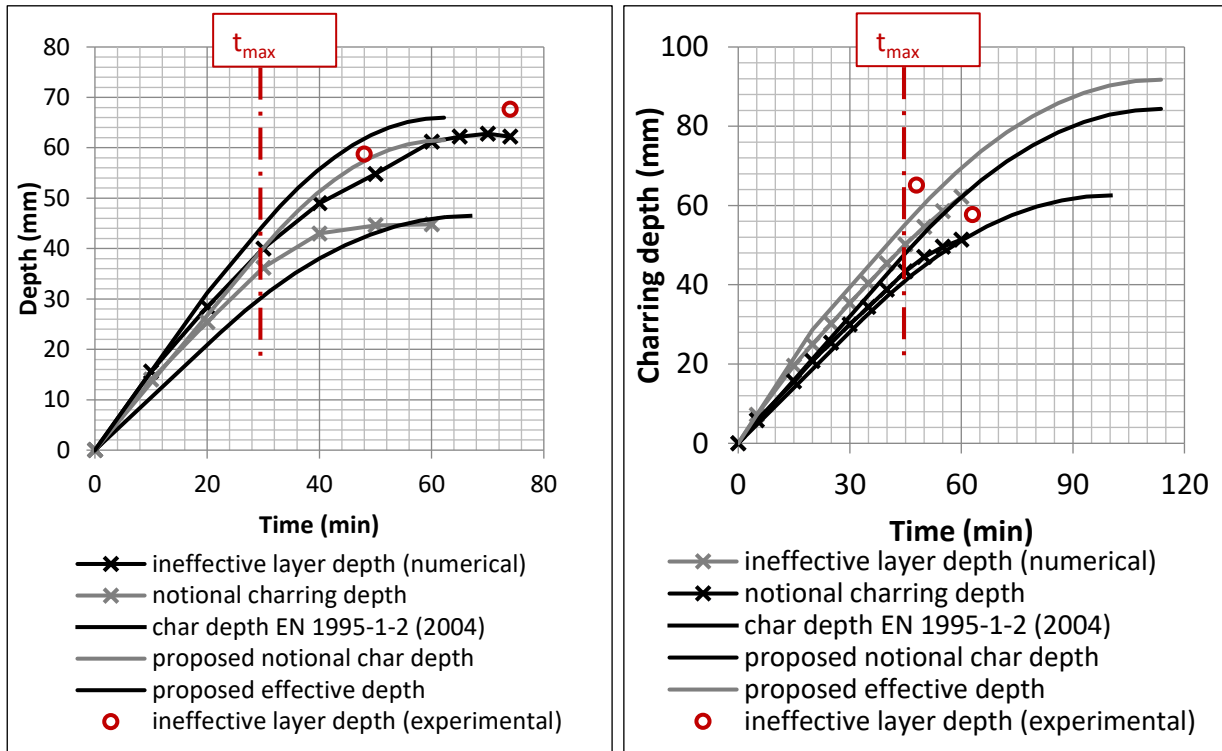 t_max
80
70
60
50
40
30
20
10
0
Depth (mm)
0 20 40 60 80
Time (min)
ineffective layer depth (numerical)
notional charring depth
char depth EN 1995-1-2 (2004)
proposed notional char depth
proposed effective depth
ineffective layer depth (experimental)
t_max
100
80
60
40
20
0
Charring depth (mm)
0 30 60 90 120
Time (min)
ineffective layer depth (numerical)
notional charring depth
char depth EN 1995-1-2 (2004)
proposed notional char depth
proposed effective depth
ineffective layer depth (experimental)